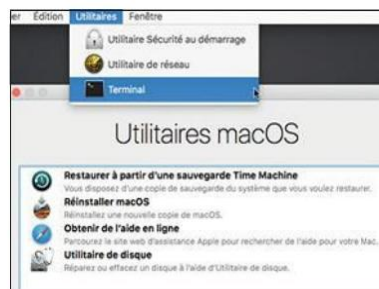 er Édition Utilitaires Fenêtre
Utilitaire Sécurité au démarrage
Utilitaire de réseau
Terminal
Utilitaires macOS
Restaurer à partir d'une sauvegarde Time Machine
Vous disposez d'une copie de sauvegarde du système que vous voulez restaurer.
Réinstaller macOS
Réinstallez une nouvelle copie de macOS.
Obtenir de l'aide en ligne
Parcourez le site web d'assistance Apple pour rechercher de l'aide pour votre Mac.
Utilitaire de disque
Réparez ou effacez un disque à l'aide d'Utilitaire de disque.